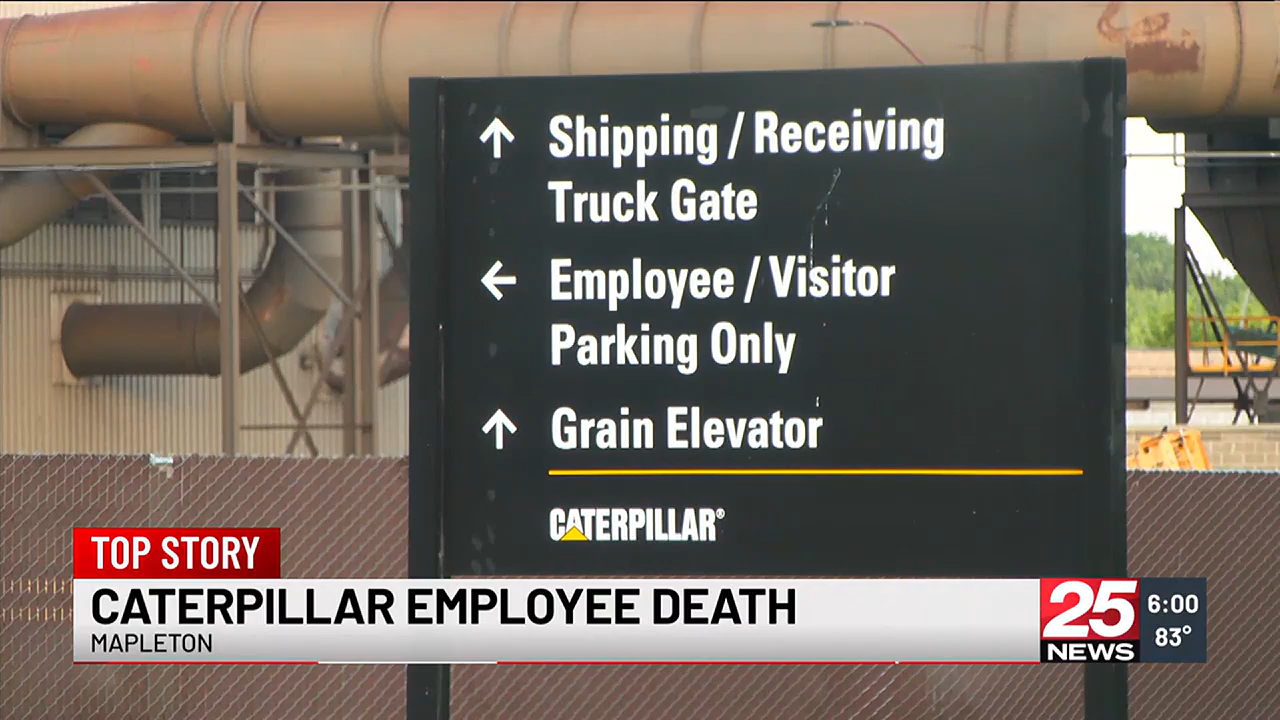 ↑ Shipping / Receiving
Truck Gate
← Employee / Visitor
Parking Only
↑ Grain Elevator
CATERPILLAR®
TOP STORY
CATERPILLAR EMPLOYEE DEATH
MAPLETON
25
NEWS
6:00
83°